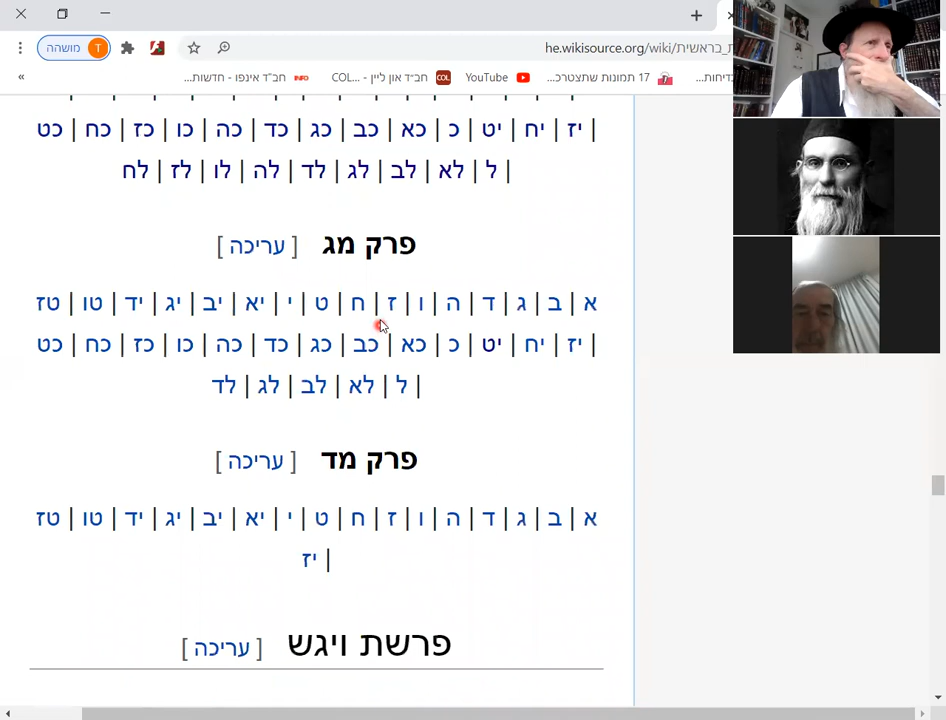 מושהה T
he.wikisource.org/wiki/תת_בראשית
« חב״ד אינפו - חדשות... חב״ד און ליין - COL... COL YouTube 17 תמונות שתצטרכ...
יז | יח | יט | כ | כא | כב | כג | כד | כה | כו | כז | כח | כט
| ל | לא | לב | לג | לד | לה | לו | לז | לח
פרק מג [ עריכה ]
א | ב | ג | ד | ה | ו | ז | ח | ט | י | יא | יב | יג | יד | טו | טז
| יז | יח | יט | כ | כא | כב | כג | כד | כה | כו | כז | כח | כט
| ל | לא | לב | לג | לד
פרק מד [ עריכה ]
א | ב | ג | ד | ה | ו | ז | ח | ט | י | יא | יב | יג | יד | טו | טז
| יז
פרשת ויגש [ עריכה ]